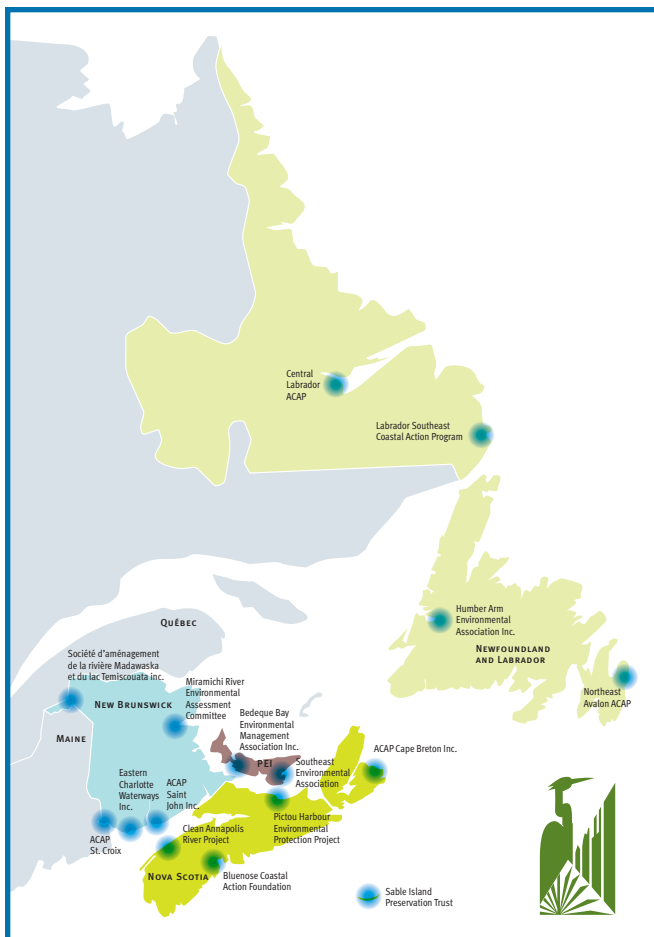 Central
Labrador
ACAP
Labrador Southeast
Coastal Action Program
Humber Arm
Environmental
Association Inc.
NEWFOUNDLAND
AND LABRADOR
Northeast
Avalon ACAP
QUÉBEC
Société d'aménagement
de la rivière Madawaska
et du lac Temiscouata inc.
NEW BRUNSWICK
Miramichi River
Environmental
Assessment
Committee
MAINE
Bedeque Bay
Environmental
Management
Association Inc.
PEI
Southeast
Environmental
Association
ACAP Cape Breton Inc.
Eastern
Charlotte
Waterways
Inc.
ACAP
Saint
John Inc.
ACAP
St. Croix
Clean Annapolis
River Project
Pictou Harbour
Environmental
Protection Project
NOVA SCOTIA
Bluenose Coastal
Action Foundation
Sable Island
Preservation Trust